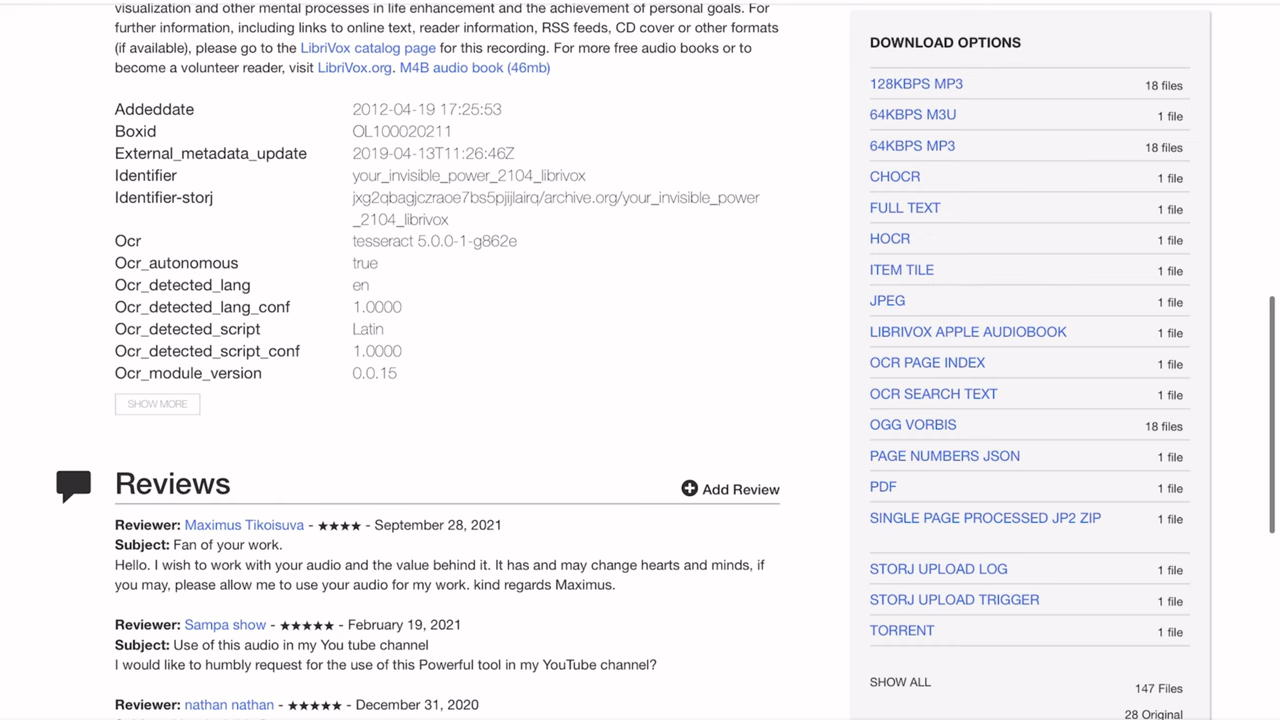 visualization and other mental processes in life enhancement and the achievement of personal goals. For
further information, including links to online text, reader information, RSS feeds, CD cover or other formats
(if available), please go to the LibriVox catalog page for this recording. For more free audio books or to
become a volunteer reader, visit LibriVox.org. M4B audio book (46mb)
Addeddate 2012-04-19 17:25:53
Boxid OL100020211
External_metadata_update 2019-04-13T11:26:46Z
Identifier your_invisible_power_2104_librivox
Identifier-storj jxg2qbagjczraoe7bs5pjijlairq/archive.org/your_invisible_power
_2104_librivox
Ocr tesseract 5.0.0-1-g862e
Ocr_autonomous true
Ocr_detected_lang en
Ocr_detected_lang_conf 1.0000
Ocr_detected_script Latin
Ocr_detected_script_conf 1.0000
Ocr_module_version 0.0.15
SHOW MORE
Reviews
Add Review
Reviewer: Maximus Tikoisuva - ★★★★ - September 28, 2021
Subject: Fan of your work.
Hello. I wish to work with your audio and the value behind it. It has and may change hearts and minds, if
you may, please allow me to use your audio for my work. kind regards Maximus.
Reviewer: Sampa show - ★★★★★ - February 19, 2021
Subject: Use of this audio in my You tube channel
I would like to humbly request for the use of this Powerful tool in my YouTube channel?
Reviewer: nathan nathan - ★★★★★ - December 31, 2020
DOWNLOAD OPTIONS
128KBPS MP3 18 files
64KBPS M3U 1 file
64KBPS MP3 18 files
CHOCR 1 file
FULL TEXT 1 file
HOCR 1 file
ITEM TILE 1 file
JPEG 1 file
LIBRIVOX APPLE AUDIOBOOK 1 file
OCR PAGE INDEX 1 file
OCR SEARCH TEXT 1 file
OGG VORBIS 18 files
PAGE NUMBERS JSON 1 file
PDF 1 file
SINGLE PAGE PROCESSED JP2 ZIP 1 file
STORJ UPLOAD LOG 1 file
STORJ UPLOAD TRIGGER 1 file
TORRENT 1 file
SHOW ALL 147 Files
28 Original